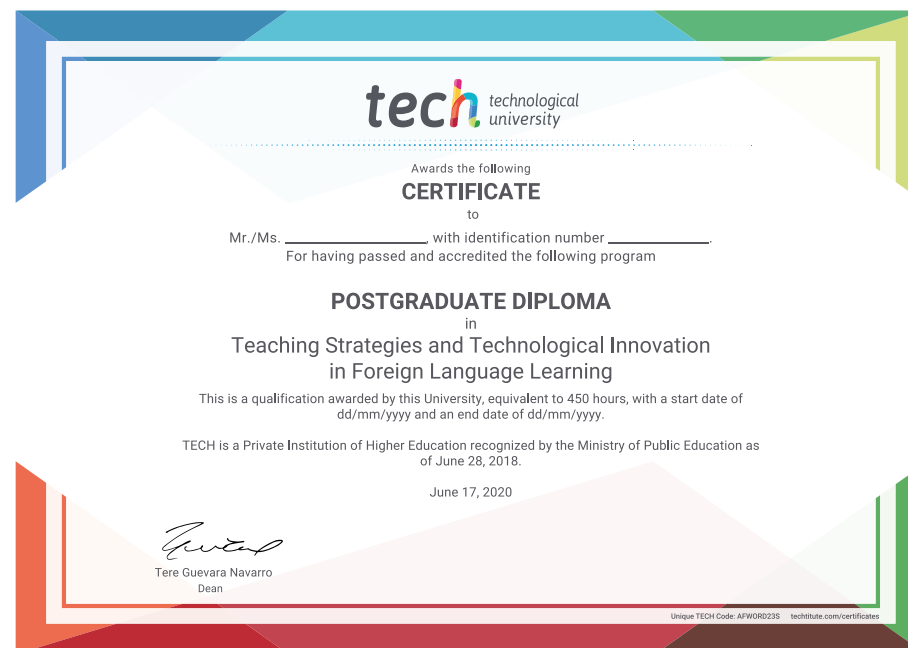 tech technological
university
Awards the following
CERTIFICATE
to
Mr./Ms. ____________, with identification number ____________.
For having passed and accredited the following program
POSTGRADUATE DIPLOMA
in
Teaching Strategies and Technological Innovation
in Foreign Language Learning
This is a qualification awarded by this University, equivalent to 450 hours, with a start date of
dd/mm/yyyy and an end date of dd/mm/yyyy.
TECH is a Private Institution of Higher Education recognized by the Ministry of Public Education as
of June 28, 2018.
June 17, 2020
Tere Guevara Navarro
Dean
Unique TECH Code: AFWORD23S techtitute.com/certificates